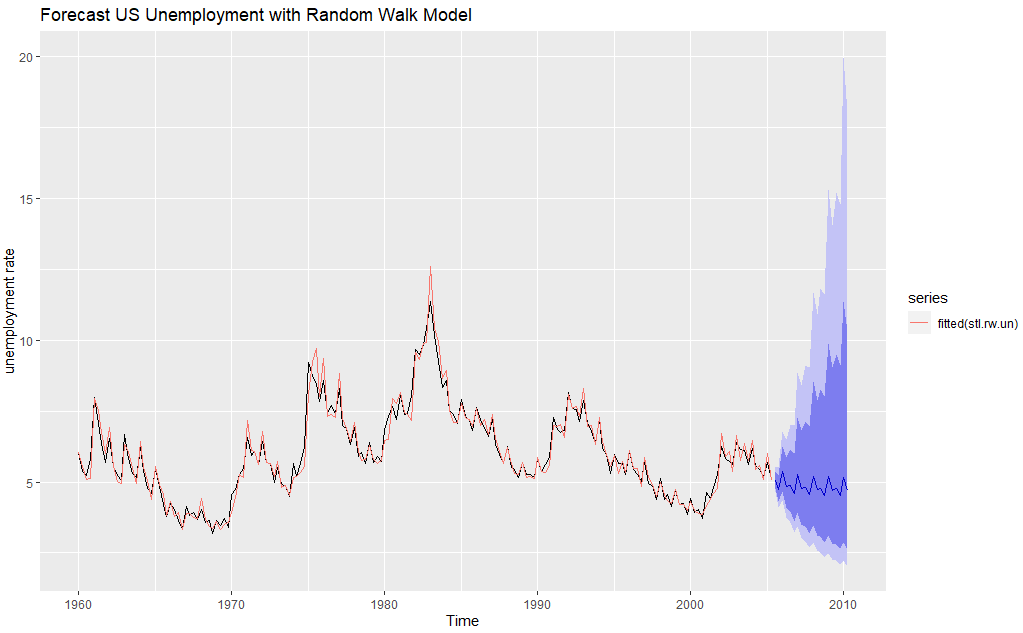 Forecast US Unemployment with Random Walk Model
20
15
10
5
unemployment rate
1960 1970 1980 1990 2000 2010
Time
series
fitted(stl.rw.un)